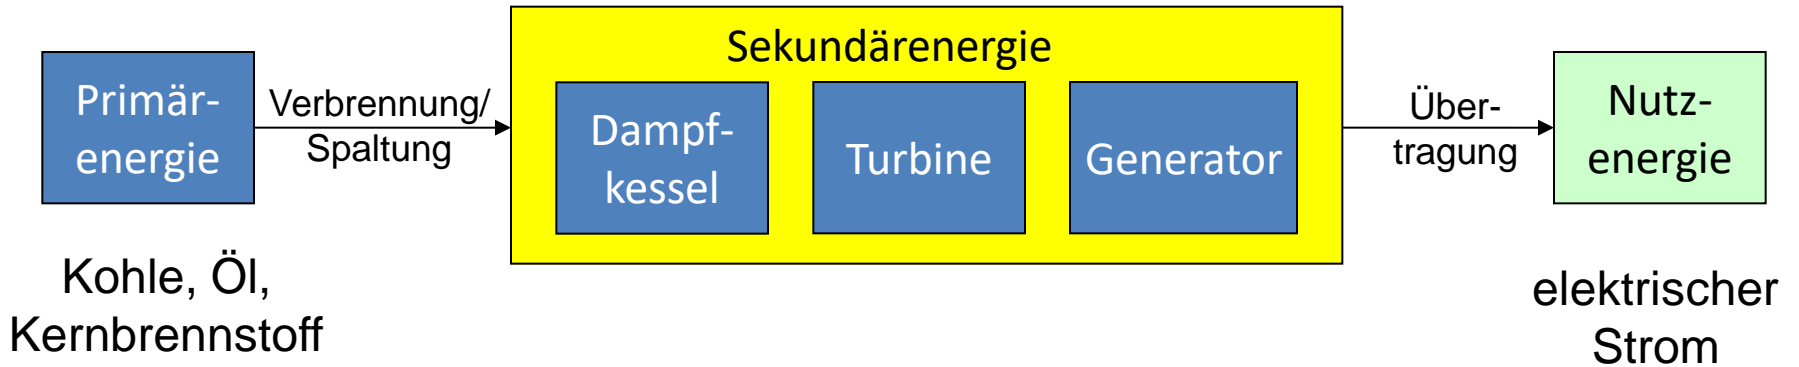 Primär-
energie
Kohle, Öl,
Kernbrennstoff
Verbrennung/
Spaltung
Sekundärenergie
Dampf-
kessel
Turbine
Generator
Über-
tragung
Nutz-
energie
elektrischer
Strom